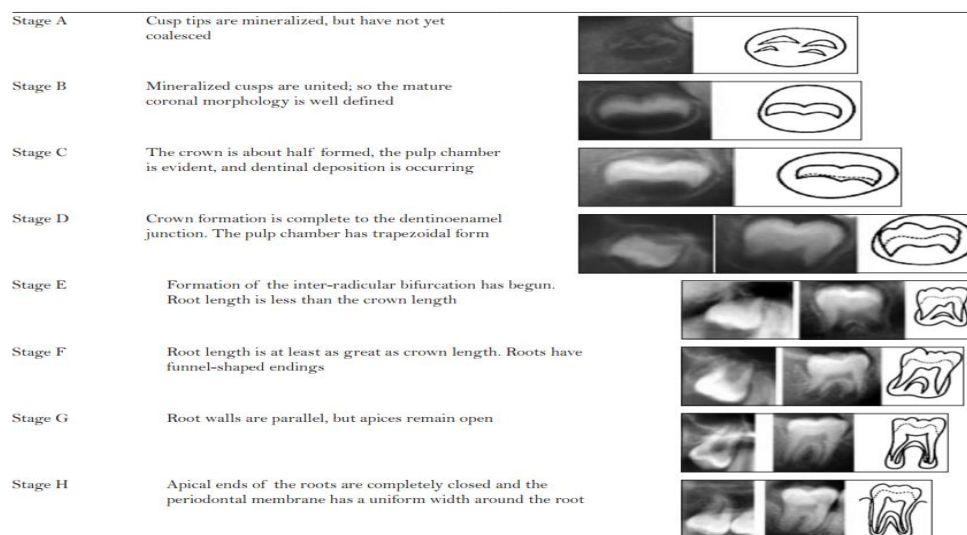 Stage A Cusp tips are mineralized, but have not yet
coalesced
Stage B Mineralized cusps are united; so the mature
coronal morphology is well defined
Stage C The crown is about half formed, the pulp chamber
is evident, and dentinal deposition is occurring
Stage D Crown formation is complete to the dentinoenamel
junction. The pulp chamber has trapezoidal form
Stage E Formation of the inter-radicular bifurcation has begun.
Root length is less than the crown length
Stage F Root length is at least as great as crown length. Roots have
funnel-shaped endings
Stage G Root walls are parallel, but apices remain open
Stage H Apical ends of the roots are completely closed and the
periodontal membrane has a uniform width around the root